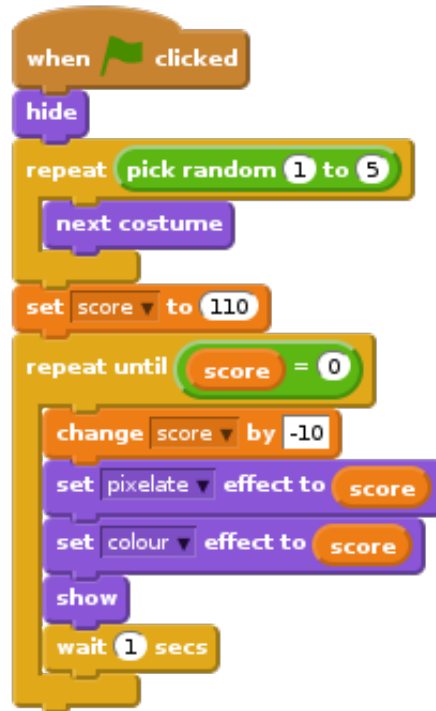 when clicked
hide
repeat pick random 1 to 5
next costume
set score to 110
repeat until score = 0
change score by -10
set pixelate effect to score
set colour effect to score
show
wait 1 secs